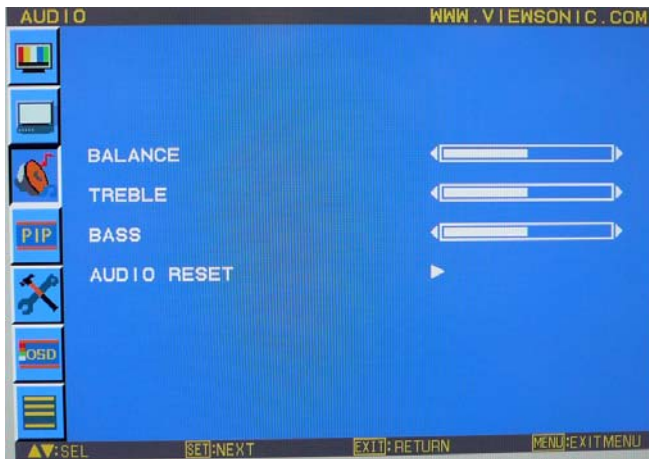 AUDIO WWW.VIEWSONIC.COM
BALANCE
TREBLE
BASS
AUDIO RESET
PIP
OSD
▲▼:SEL SET:NEXT EXIT:RETURN MENU:EXITMENU